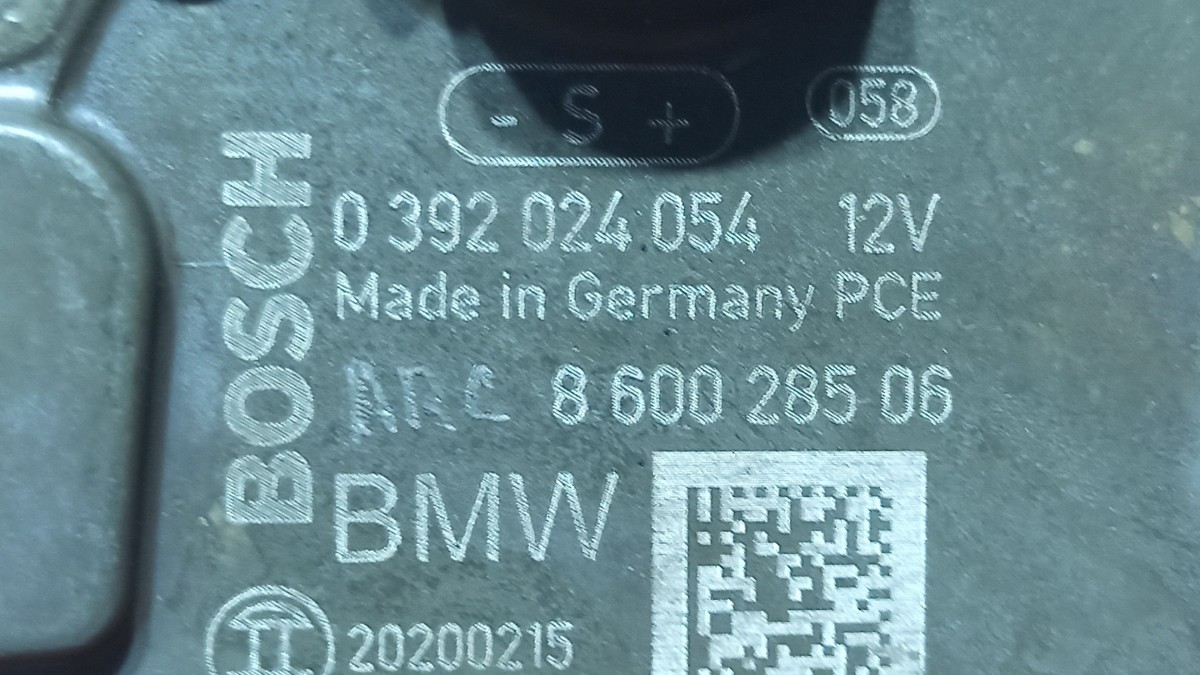 - S +
058
BOSCH
0 392 024 054 12V
Made in Germany PCE
8 600 285 06
BMW
20200215